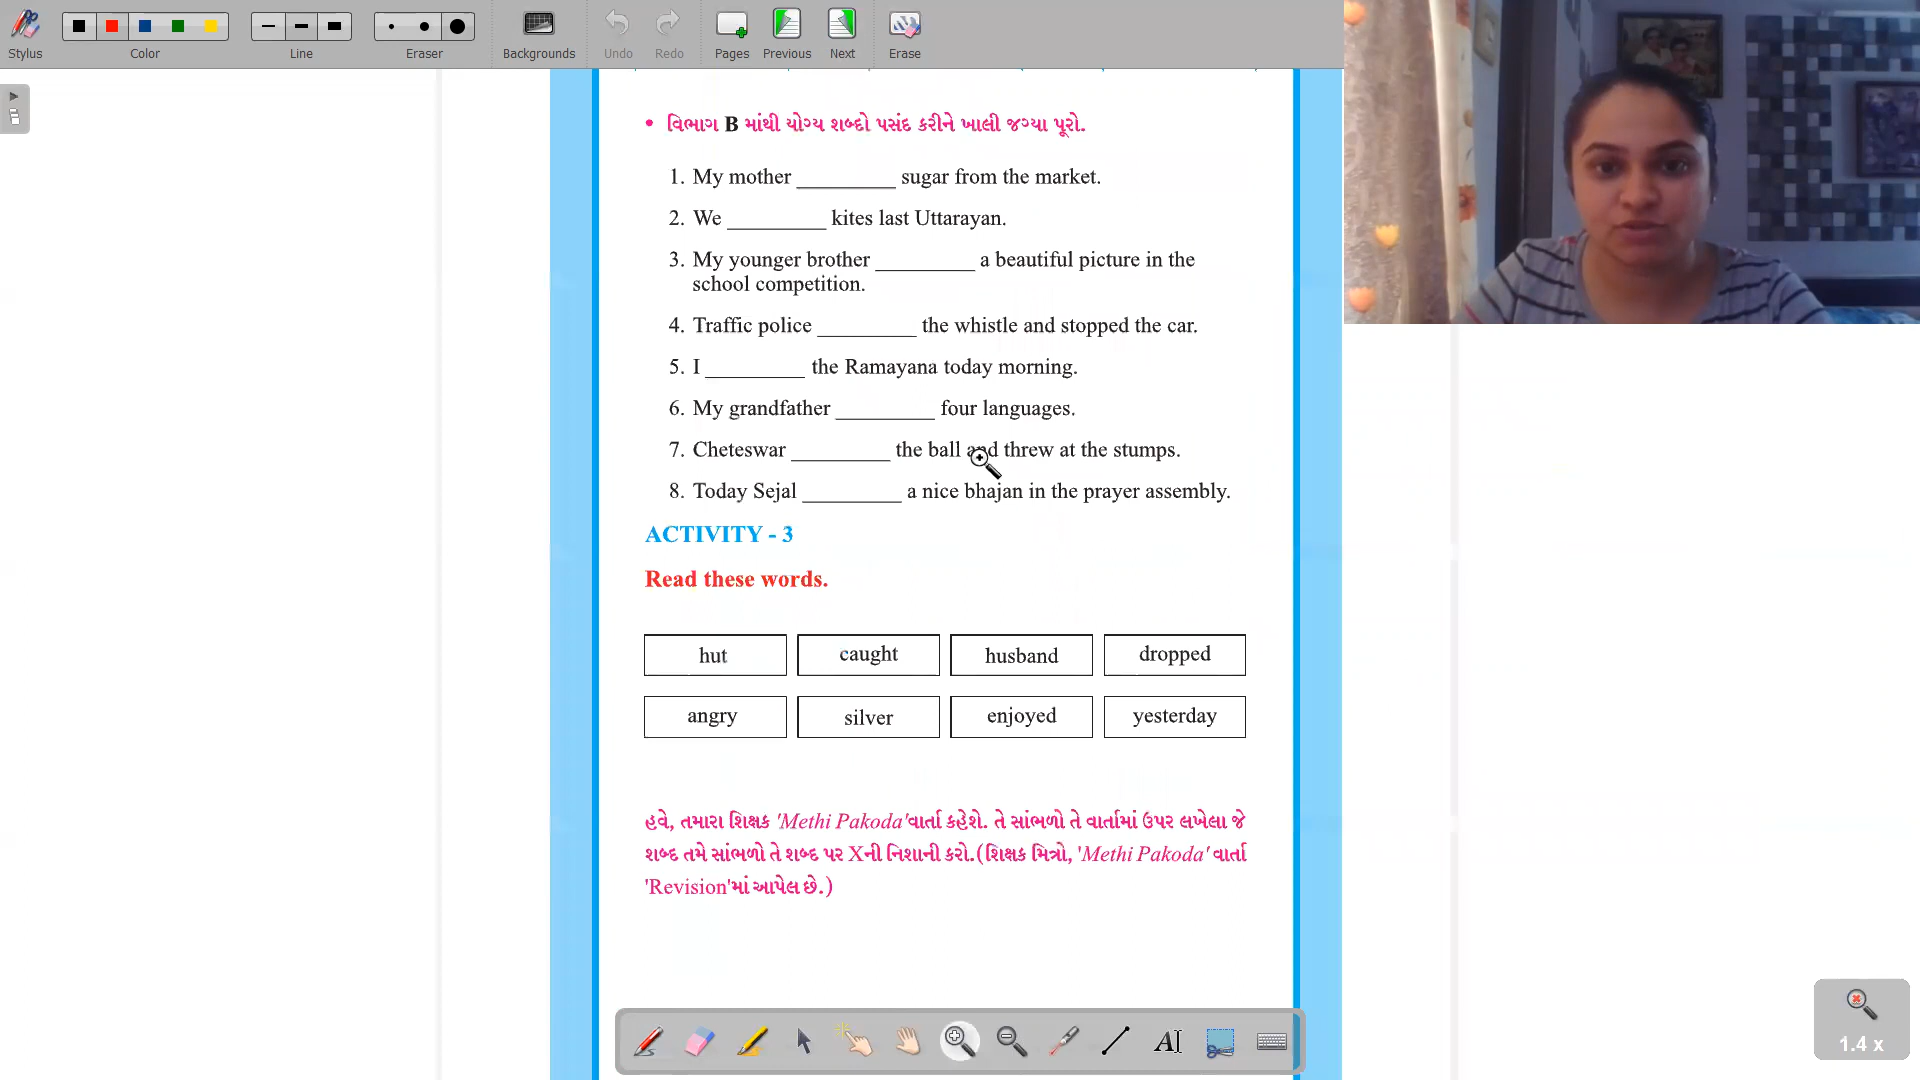 Stylus
Color
Line
Eraser
Backgrounds
Undo
Redo
Pages
Previous
Next
Erase
• વિભાગ B માંથી યોગ્ય શબ્દો પસંદ કરીને ખાલી જગ્યા પૂરો.
1. My mother _________ sugar from the market.
2. We _________ kites last Uttarayan.
3. My younger brother _________ a beautiful picture in the
school competition.
4. Traffic police _________ the whistle and stopped the car.
5. I _________ the Ramayana today morning.
6. My grandfather _________ four languages.
7. Cheteswar _________ the ball and threw at the stumps.
8. Today Sejal _________ a nice bhajan in the prayer assembly.
ACTIVITY - 3
Read these words.
hut caught husband dropped
angry silver enjoyed yesterday
હવે, તમારા શિક્ષક 'Methi Pakoda'વાર્તા કહેશે. તે સાંભળો તે વાર્તામાં ઉપર લખેલા જે
શબ્દ તમે સાંભળો તે શબ્દ પર Xની નિશાની કરો.(શિક્ષક મિત્રો, 'Methi Pakoda' વાર્તા
'Revision'માં આપેલ છે.)
A
1.4 x